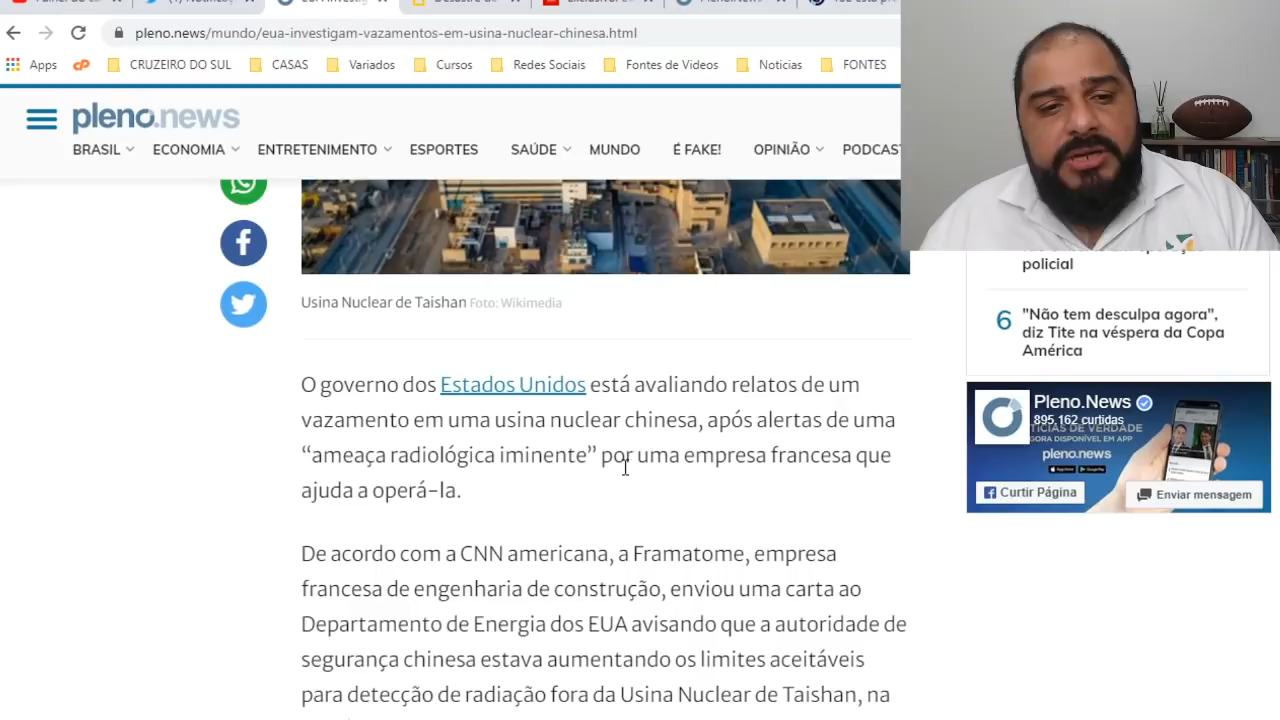 pleno.news/mundo/eua-investigam-vazamentos-em-usina-nuclear-chinesa.html
Apps
CRUZEIRO DO SUL
CASAS
Variados
Cursos
Redes Sociais
Fontes de Videos
Noticias
FONTES
pleno.news
BRASIL
ECONOMIA
ENTRETENIMENTO
ESPORTES
SAÚDE
MUNDO
É FAKE!
OPINIÃO
PODCAS
Usina Nuclear de Taishan Foto: Wikimedia
O governo dos Estados Unidos está avaliando relatos de um
vazamento em uma usina nuclear chinesa, após alertas de uma
“ameaça radiológica iminente” por uma empresa francesa que
ajuda a operá-la.
De acordo com a CNN americana, a Framatome, empresa
francesa de engenharia de construção, enviou uma carta ao
Departamento de Energia dos EUA avisando que a autoridade de
segurança chinesa estava aumentando os limites aceitáveis
para detecção de radiação fora da Usina Nuclear de Taishan, na
policial
6
"Não tem desculpa agora",
diz Tite na véspera da Copa
América
Pleno.News
895.162 curtidas
TÍCIAS DE VERDADE
GORA DISPONÍVEL EM APP
pleno.news
Curtir Página
Enviar mensagem